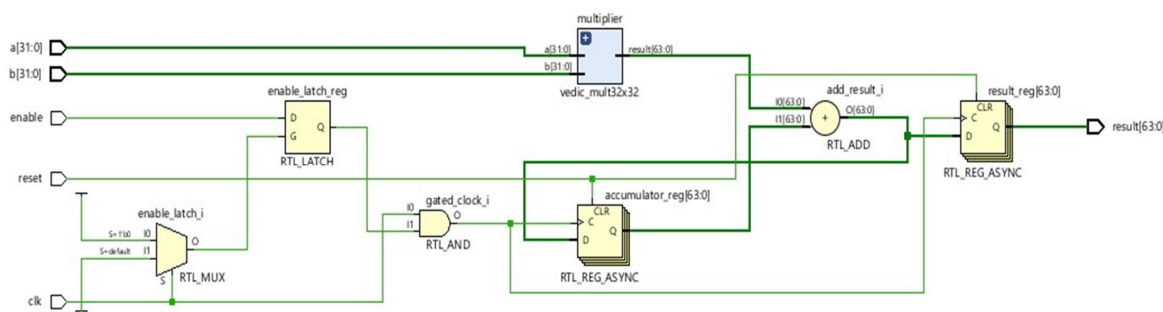 multiplier
a[31:0]
a[31:0]
result[63:0]
b[31:0]
b[31:0]
vedic_mult32x32
enable_latch_reg
enable
D
Q
G
RTL_LATCH
add_result_i
I0[63:0]
O[63:0]
I1[63:0]
+
RTL_ADD
result_reg[63:0]
CLR
C
Q
D
result[63:0]
RTL_REG_ASYNC
reset
accumulator_reg[63:0]
CLR
C
Q
D
RTL_REG_ASYNC
gated_clock_i
I0
O
I1
RTL_AND
enable_latch_i
S=1'b0
I0
O
S=default
I1
S
RTL_MUX
clk